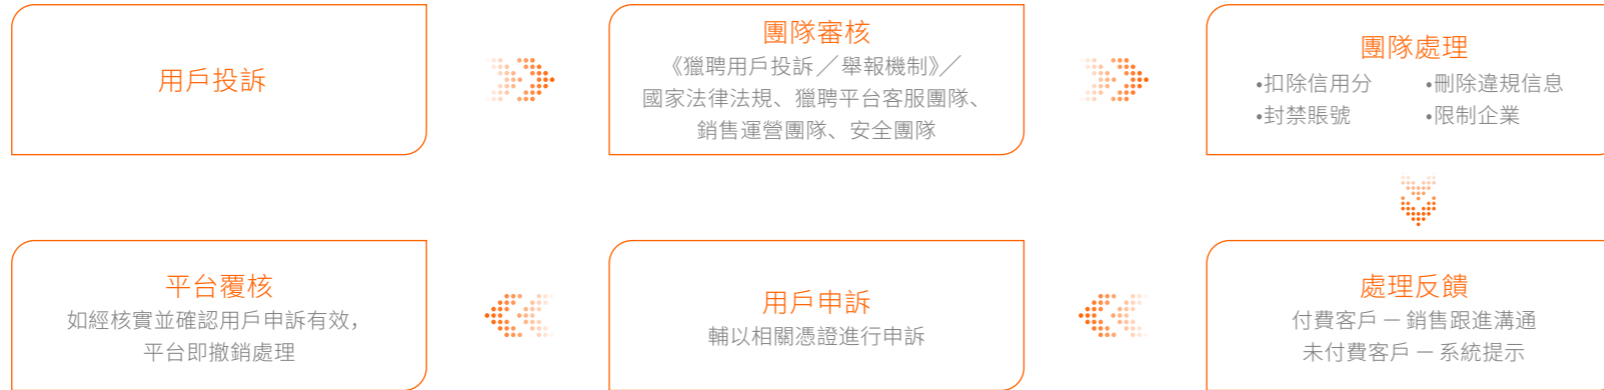 用戶投訴
團隊審核
《獵聘用戶投訴／舉報機制》／
國家法律法規、獵聘平台客服團隊、
銷售運營團隊、安全團隊
團隊處理
•扣除信用分 •刪除違規信息
•封禁賬號 •限制企業
處理反饋
付費客戶 — 銷售跟進溝通
未付費客戶 — 系統提示
用戶申訴
輔以相關憑證進行申訴
平台覆核
如經核實並確認用戶申訴有效，
平台即撤銷處理